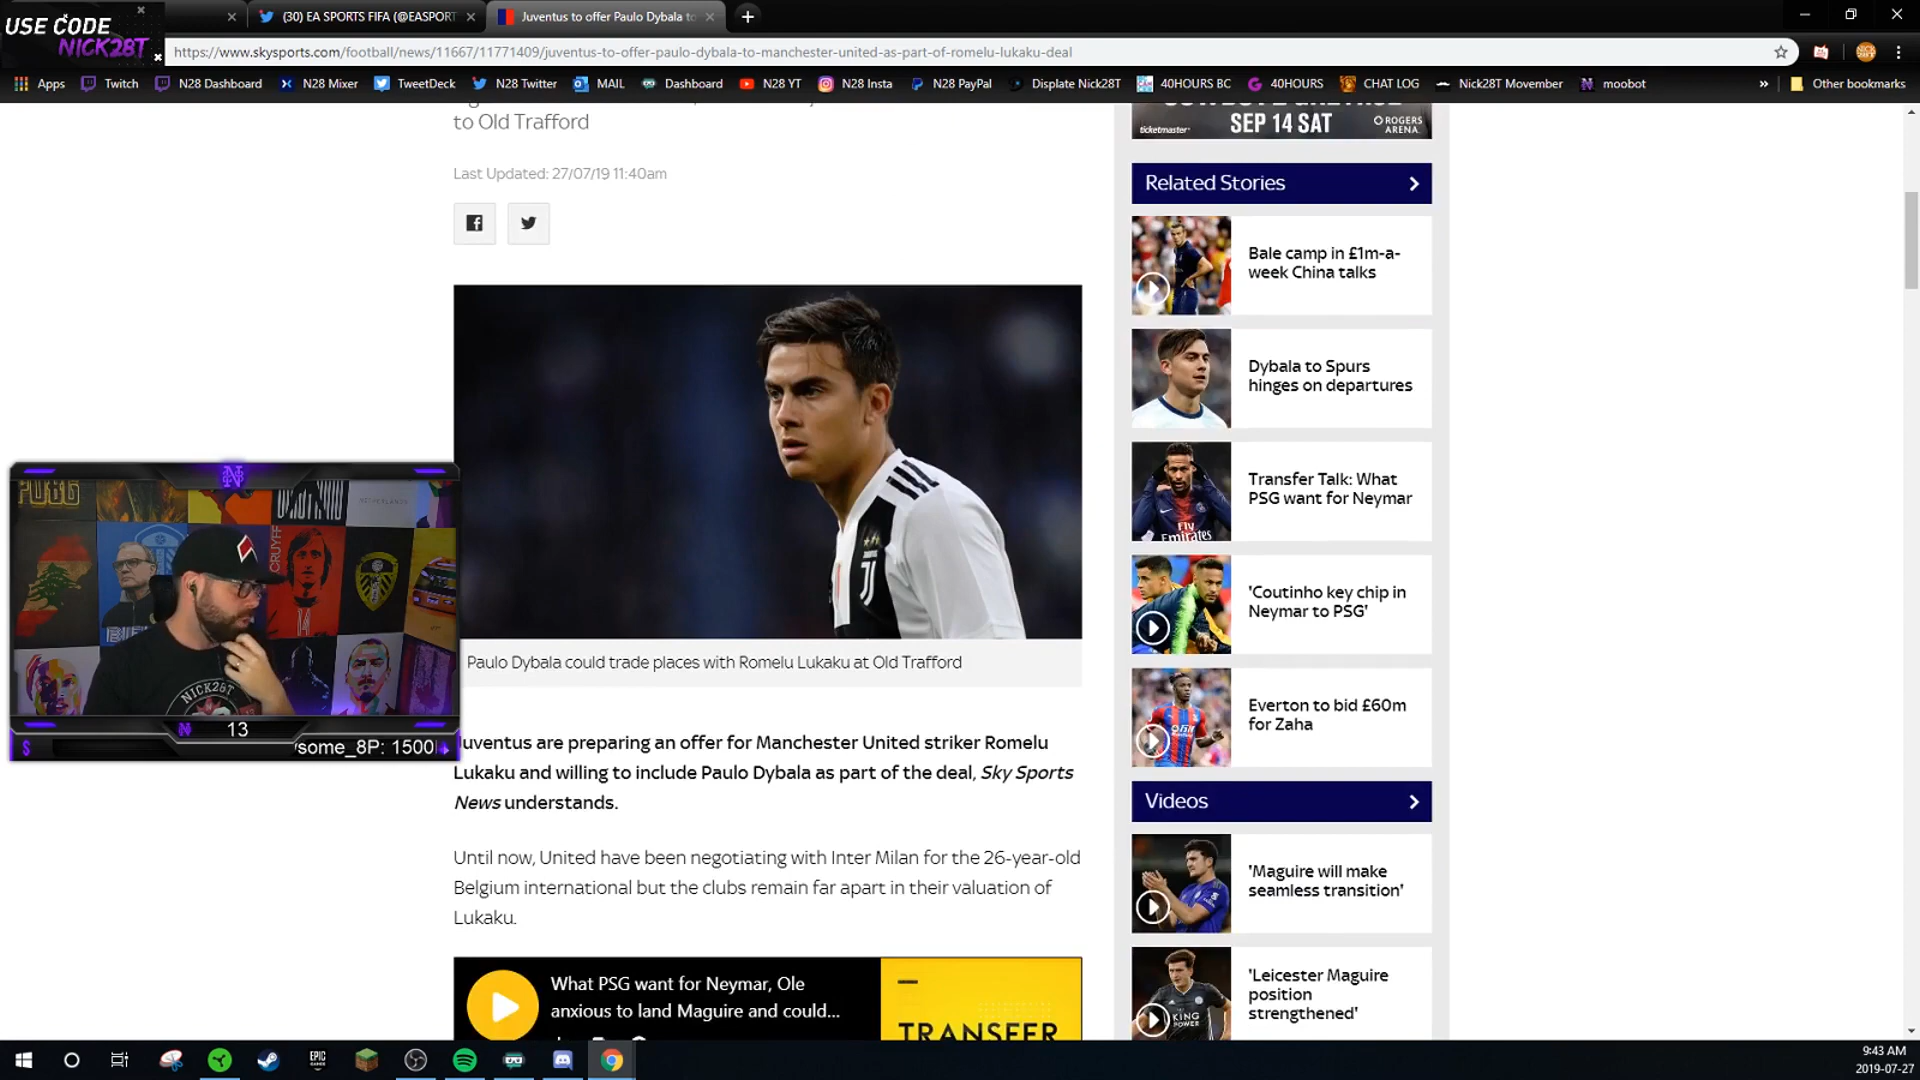 USE CODE
NICK28T
(30) EA SPORTS FIFA (@EASPORT
Juventus to offer Paulo Dybala to
https://www.skysports.com/football/news/11667/11771409/juventus-to-offer-paulo-dybala-to-manchester-united-as-part-of-romelu-lukaku-deal
Apps Twitch N28 Dashboard N28 Mixer TweetDeck N28 Twitter MAIL Dashboard N28 YT N28 Insta N28 PayPal Displate Nick28T 40HOURS BC 40HOURS CHAT LOG Nick28T Movember moobot » Other bookmarks
to Old Trafford
Last Updated: 27/07/19 11:40am
ticketmaster
SEP 14 SAT
ROGERS
ARENA
Related Stories
Bale camp in £1m-a-
week China talks
Dybala to Spurs
hinges on departures
Transfer Talk: What
PSG want for Neymar
Fly
Emirates
'Coutinho key chip in
Neymar to PSG'
Everton to bid £60m
for Zaha
PUBG
CRUYFF
14
NICK28T
13
some_8P: 1500
Paulo Dybala could trade places with Romelu Lukaku at Old Trafford
uventus are preparing an offer for Manchester United striker Romelu
Lukaku and willing to include Paulo Dybala as part of the deal, Sky Sports
News understands.
Until now, United have been negotiating with Inter Milan for the 26-year-old
Belgium international but the clubs remain far apart in their valuation of
Lukaku.
What PSG want for Neymar, Ole
anxious to land Maguire and could...
TRANSFER
Videos
'Maguire will make
seamless transition'
'Leicester Maguire
position
strengthened'
KING
POWER
EPIC
GAMES
9:43 AM
2019-07-27